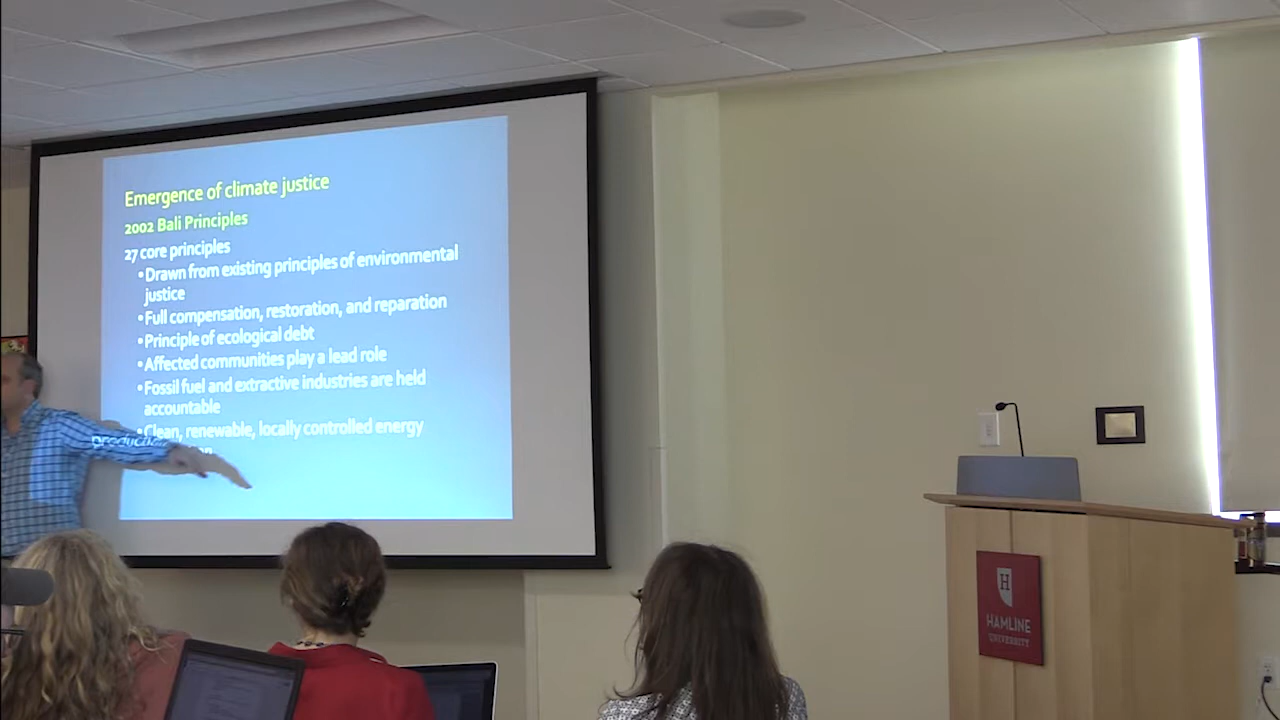 Emergence of climate justice
2002 Bali Principles
27 core principles
•Drawn from existing principles of environmental
justice
•Full compensation, restoration, and reparation
•Principle of ecological debt
•Affected communities play a lead role
•Fossil fuel and extractive industries are held
accountable
•Clean, renewable, locally controlled energy
H
HAMLINE
UNIVERSITY